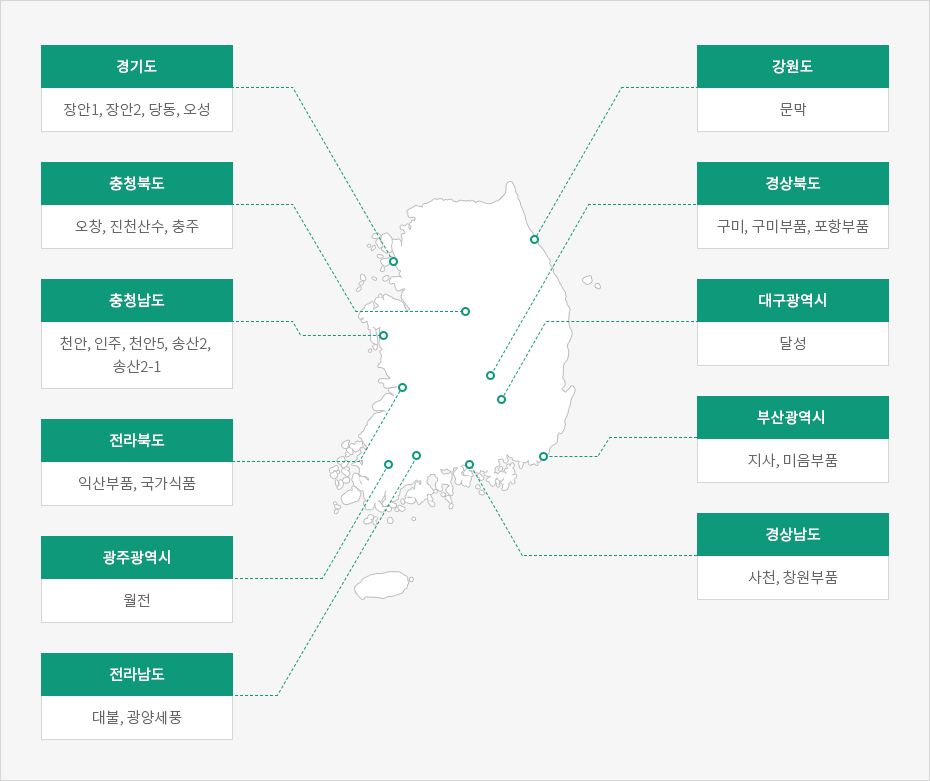 경기도
장안1, 장안2, 당동, 오성
충청북도
오창, 진천산수, 충주
충청남도
천안, 인주, 천안5, 송산2,
송산2-1
전라북도
익산부품, 국가식품
광주광역시
월전
전라남도
대불, 광양세풍
강원도
문막
경상북도
구미, 구미부품, 포항부품
대구광역시
달성
부산광역시
지사, 미음부품
경상남도
사천, 창원부품